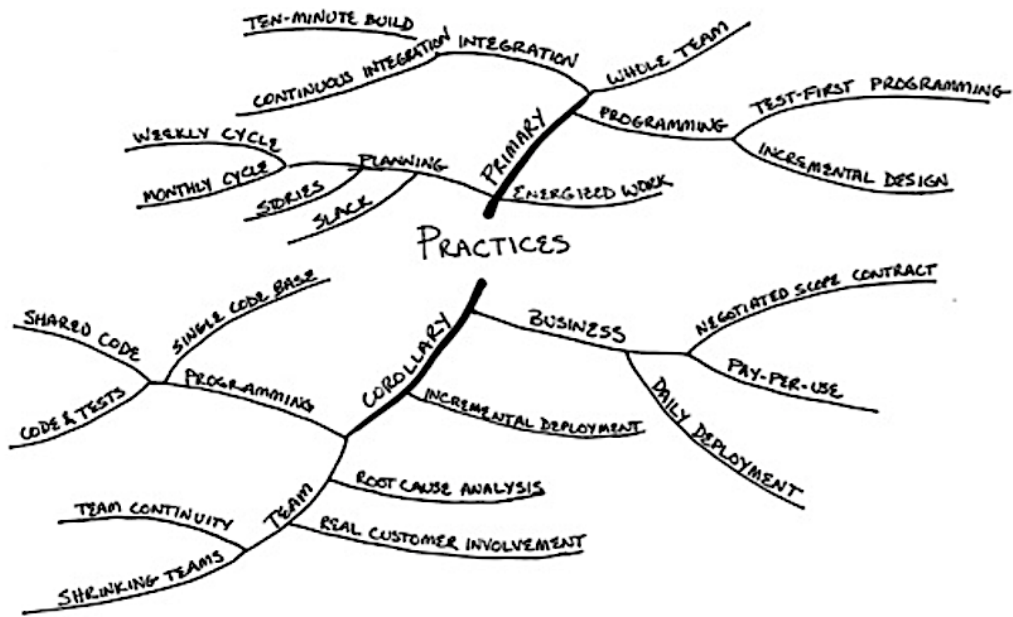 TEN-MINUTE BUILD
CONTINUOUS INTEGRATION
INTEGRATION
WHOLE TEAM
PRIMARY
PROGRAMMING
TEST-FIRST PROGRAMMING
INCREMENTAL DESIGN
WEEKLY CYCLE
MONTHLY CYCLE
PLANNING
STORIES
SLACK
ENERGIZED WORK
PRACTICES
SHARED CODE
SINGLE CODE BASE
CODE & TESTS
PROGRAMMING
COROLLARY
BUSINESS
NEGOTIATED SCOPE CONTRACT
PAY-PER-USE
DAILY DEPLOYMENT
INCREMENTAL DEPLOYMENT
TEAM
ROOT CAUSE ANALYSIS
REAL CUSTOMER INVOLVEMENT
TEAM CONTINUITY
SHRINKING TEAMS